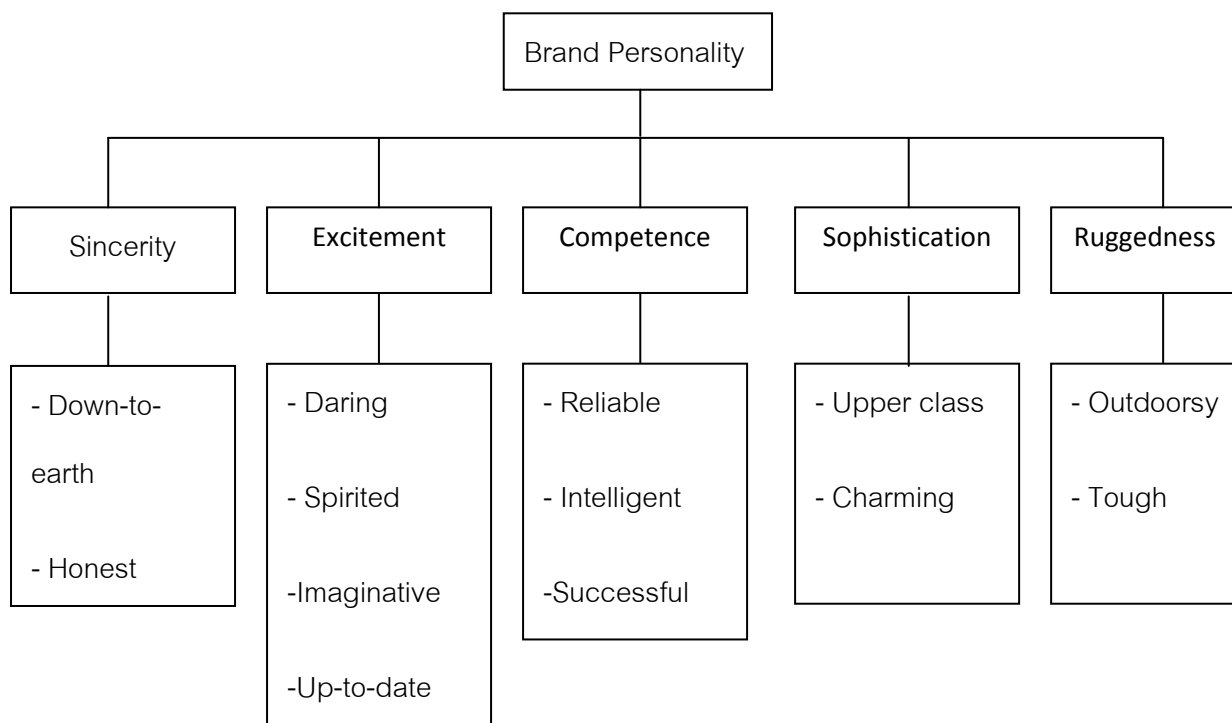 Brand Personality
Sincerity
Excitement
Competence
Sophistication
Ruggedness
- Down-to-
earth
- Honest
- Daring
- Spirited
-Imaginative
-Up-to-date
- Reliable
- Intelligent
-Successful
- Upper class
- Charming
- Outdoorsy
- Tough